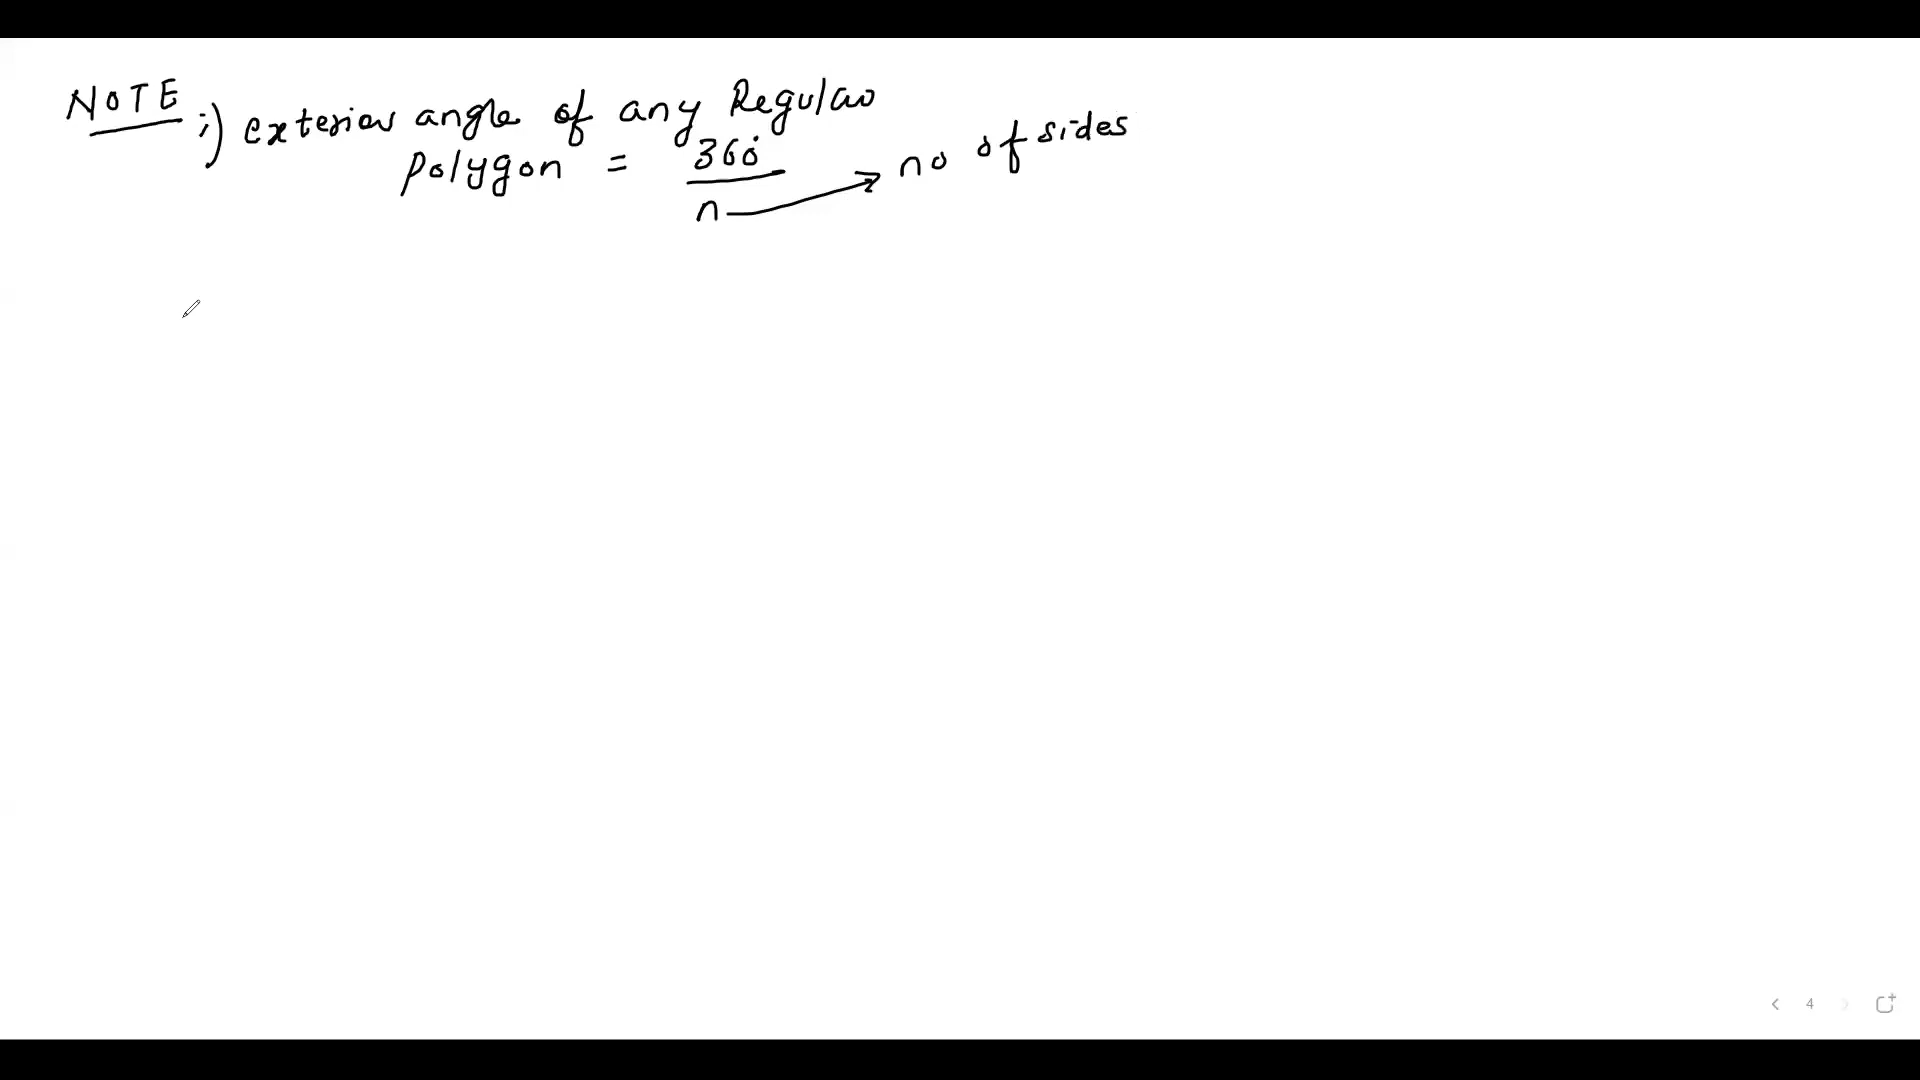 NOTE i) exterior angle of any Regular
polygon = 360° / n → no of sides
4